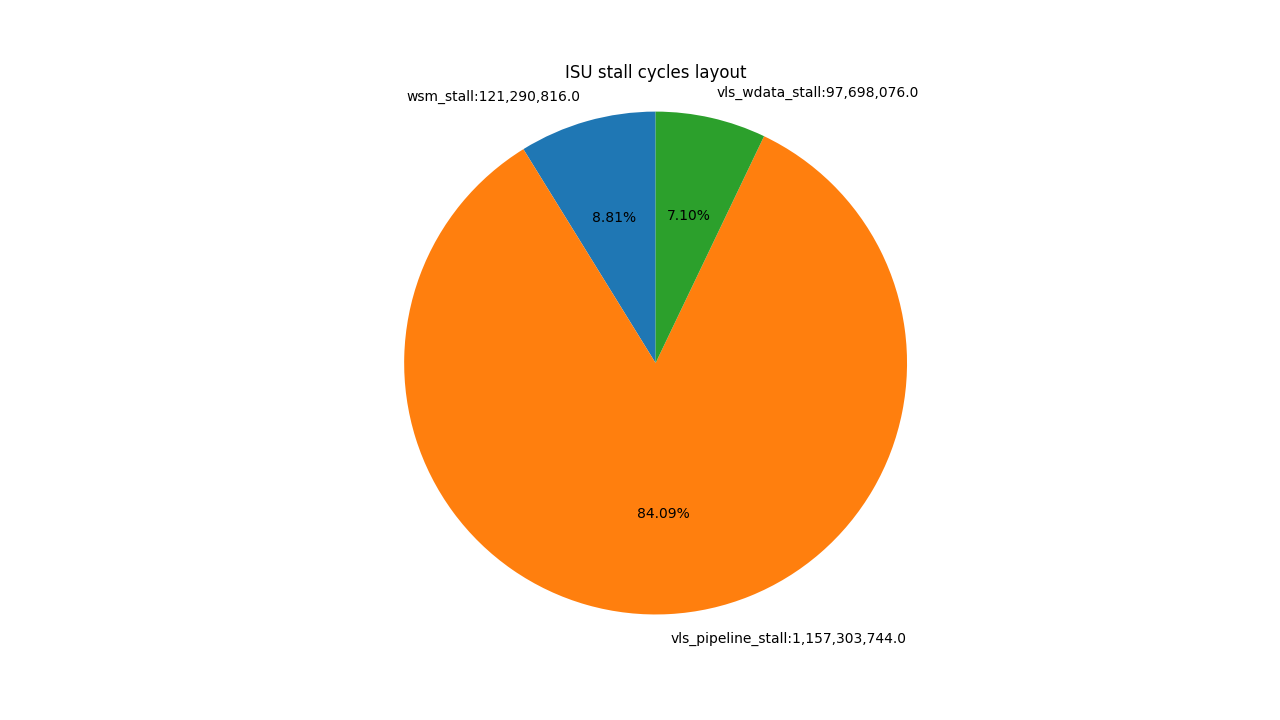 ISU stall cycles layout
wsm_stall:121,290,816.0
vls_wdata_stall:97,698,076.0
8.81%
7.10%
84.09%
vls_pipeline_stall:1,157,303,744.0